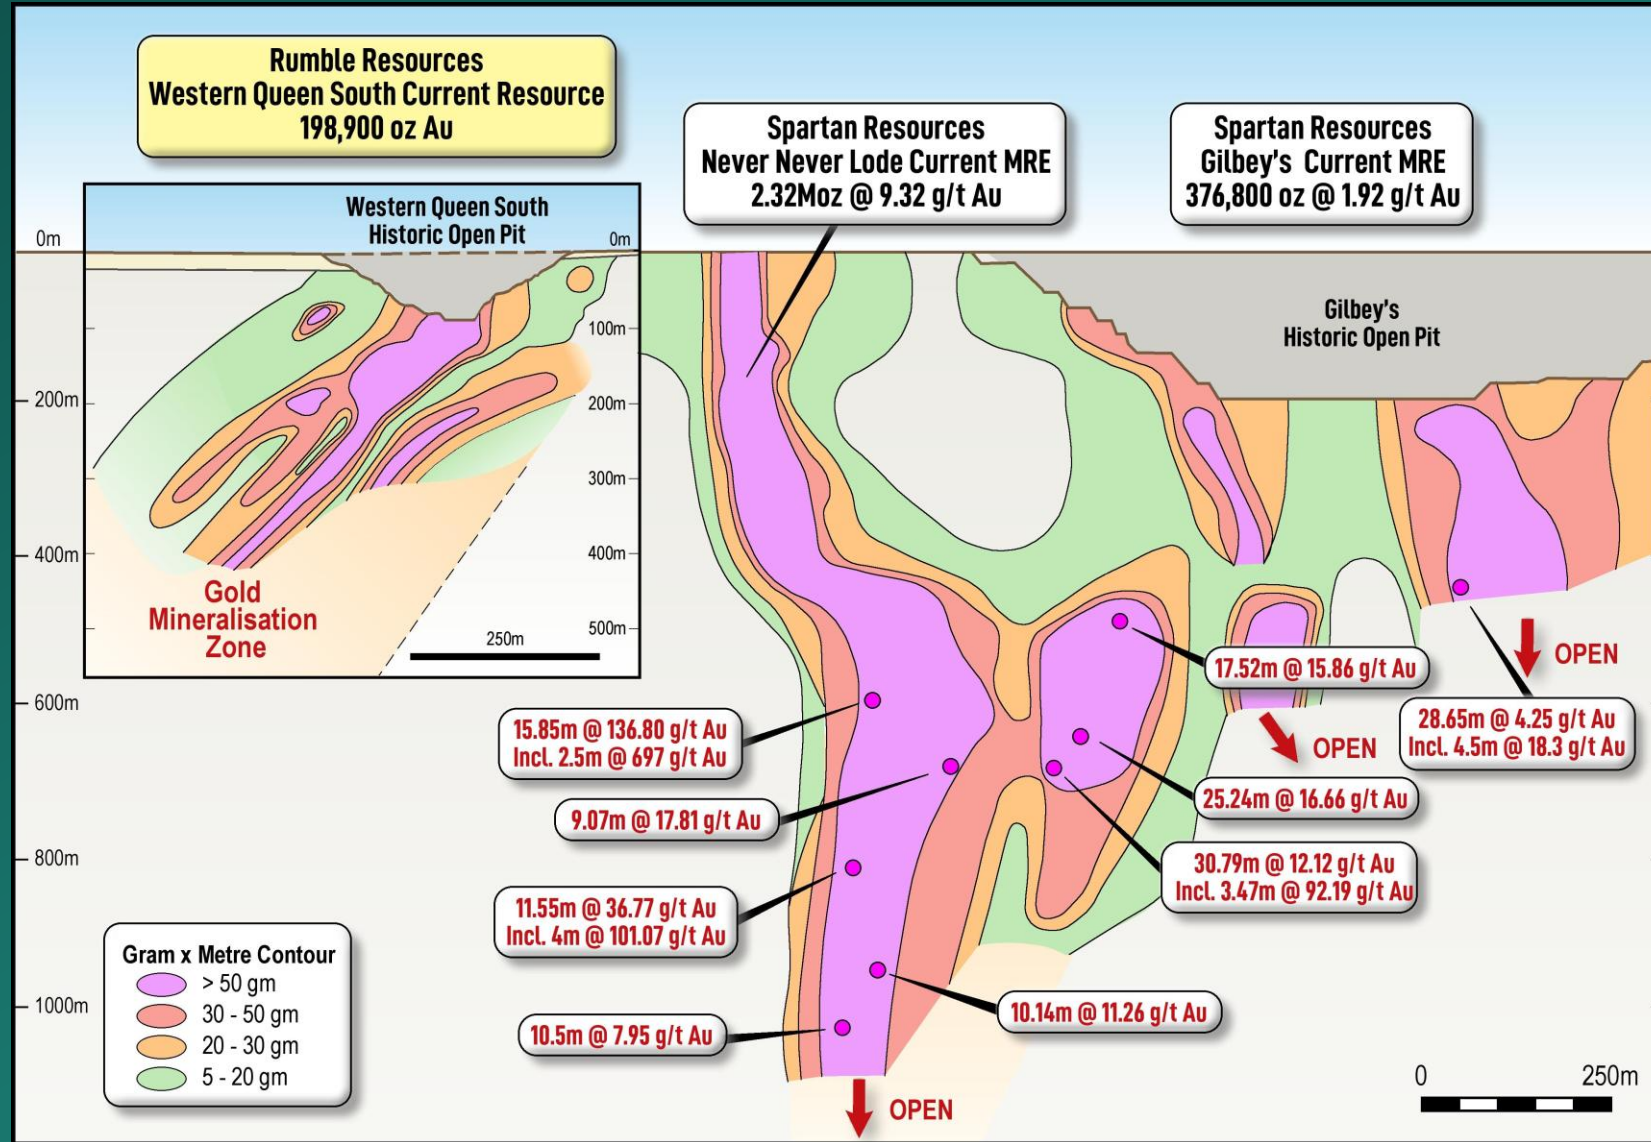 Rumble Resources
Western Queen South Current Resource
198,900 oz Au
Spartan Resources
Never Never Lode Current MRE
2.32Moz @ 9.32 g/t Au
Spartan Resources
Gilbey's Current MRE
376,800 oz @ 1.92 g/t Au
Western Queen South
Historic Open Pit
0m
0m
100m
200m
300m
400m
500m
250m
Gold
Mineralisation
Zone
200m
400m
600m
800m
1000m
Gilbey's
Historic Open Pit
17.52m @ 15.86 g/t Au
OPEN
28.65m @ 4.25 g/t Au
Incl. 4.5m @ 18.3 g/t Au
OPEN
15.85m @ 136.80 g/t Au
Incl. 2.5m @ 697 g/t Au
25.24m @ 16.66 g/t Au
9.07m @ 17.81 g/t Au
30.79m @ 12.12 g/t Au
Incl. 3.47m @ 92.19 g/t Au
11.55m @ 36.77 g/t Au
Incl. 4m @ 101.07 g/t Au
10.14m @ 11.26 g/t Au
10.5m @ 7.95 g/t Au
OPEN
Gram x Metre Contour
> 50 gm
30 - 50 gm
20 - 30 gm
5 - 20 gm
0 250m